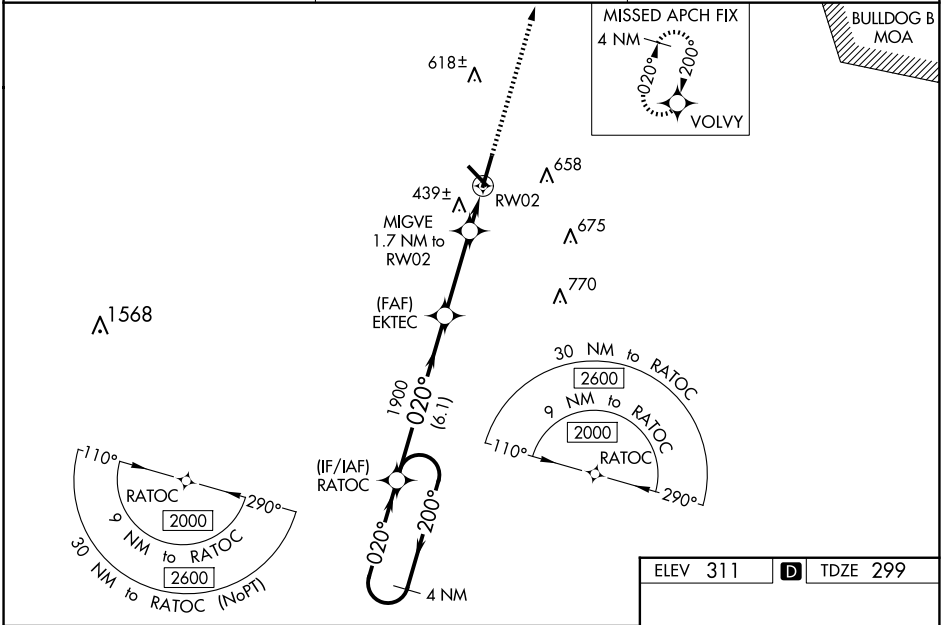 MISSED APCH FIX
4 NM
020°
200°
VOLVY
BULLDOG B
MOA
618±
658
439±
RW02
MIGVE
1.7 NM to
RW02
675
770
(FAF)
EKTEC
1568
1900
020°
(6.1)
30 NM to RATOC
2600
9 NM to RATOC
2000
110°
RATOC
290°
(IF/IAF)
RATOC
110°
RATOC
290°
2000
9 NM to RATOC
2600
30 NM to RATOC (NoPT)
020°
200°
4 NM
ELEV 311
D
TDZE 299